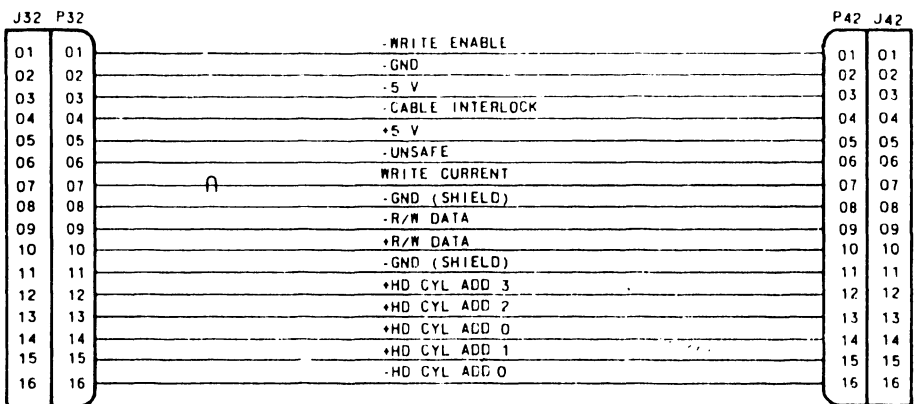 J32 P32 P42 J42
01 01 -WRITE ENABLE 01 01
02 02 -GND 02 02
03 03 -5 V 03 03
04 04 -CABLE INTERLOCK 04 04
05 05 +5 V 05 05
06 06 -UNSAFE 06 06
07 07 WRITE CURRENT 07 07
08 08 -GND (SHIELD) 08 08
09 09 -R/W DATA 09 09
10 10 +R/W DATA 10 10
11 11 -GND (SHIELD) 11 11
12 12 +HD CYL ADD 3 12 12
13 13 +HD CYL ADD 2 13 13
14 14 +HD CYL ADD 0 14 14
15 15 +HD CYL ADD 1 15 15
16 16 -HD CYL ADD 0 16 16